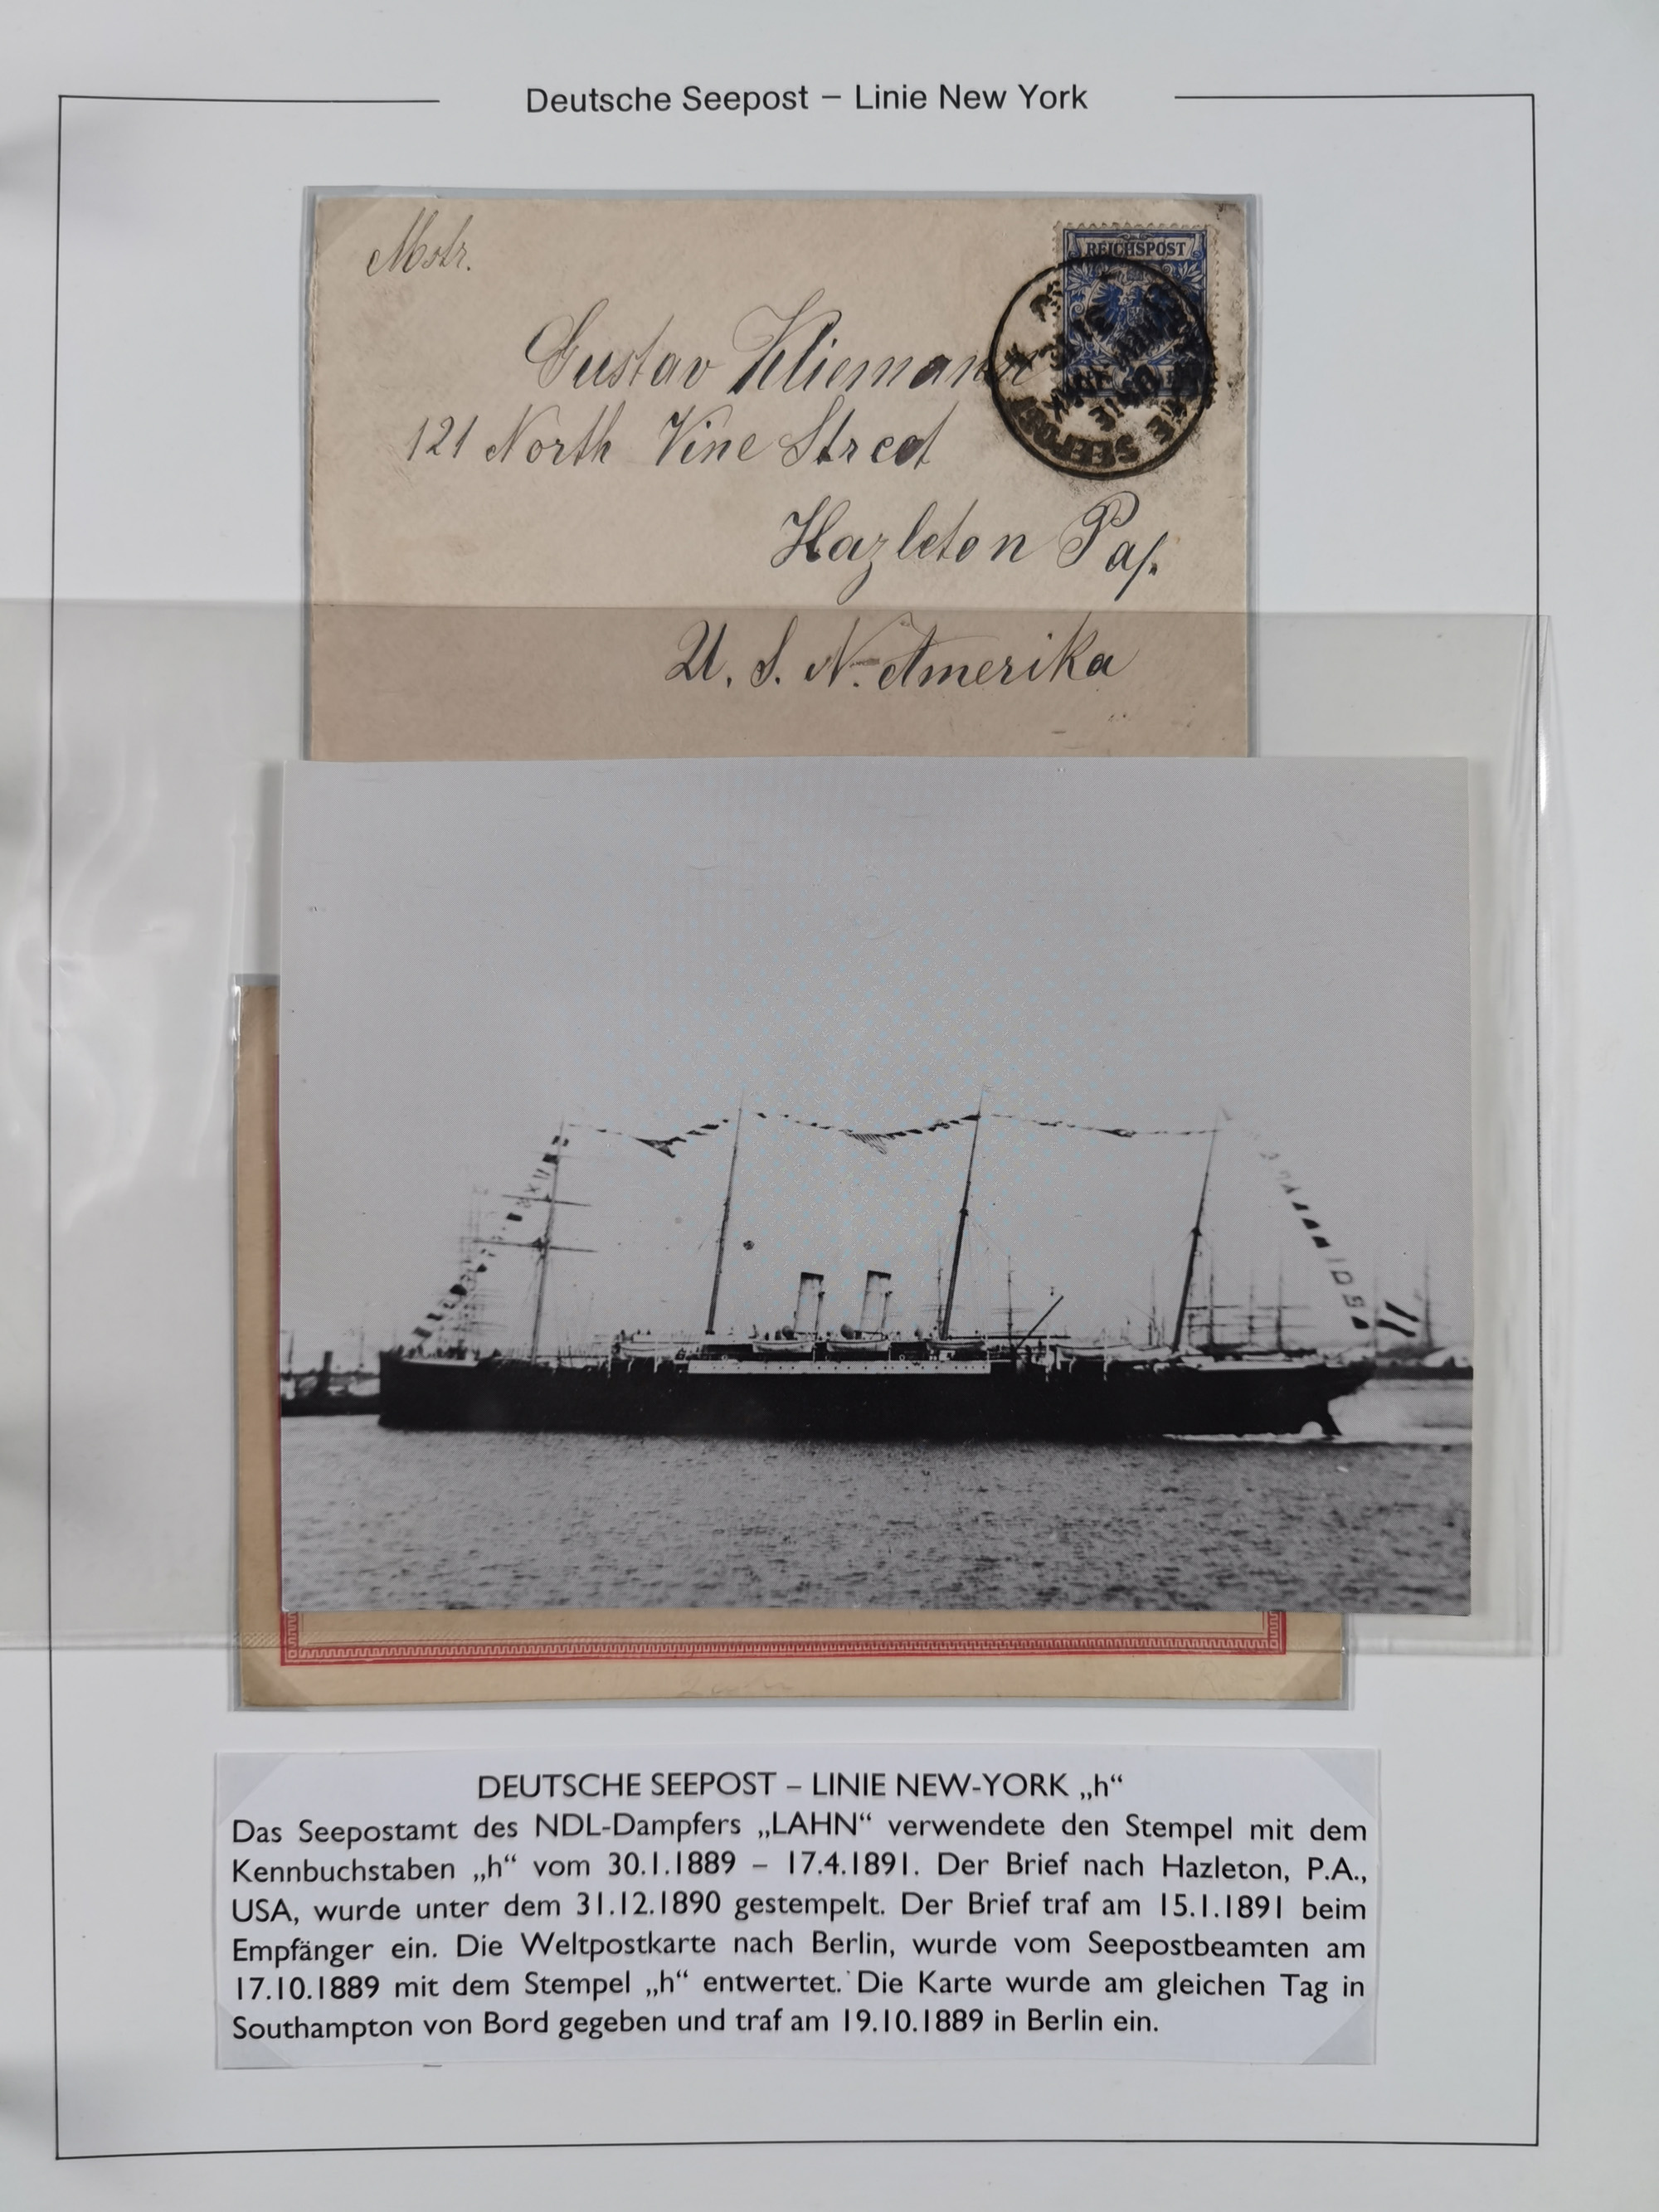 Deutsche Seepost – Linie New York
Mstr.
REICHSPOST
Gustav Kliemann
121 North Vine Street
Hazleton Pa/.
U. S. N. Amerika
SEEPOST
DEUTSCHE SEEPOST – LINIE NEW-YORK „h“
Das Seepostamt des NDL-Dampfers „LAHN“ verwendete den Stempel mit dem
Kennbuchstaben „h“ vom 30.1.1889 – 17.4.1891. Der Brief nach Hazleton, P.A.,
USA, wurde unter dem 31.12.1890 gestempelt. Der Brief traf am 15.1.1891 beim
Empfänger ein. Die Weltpostkarte nach Berlin, wurde vom Seepostbeamten am
17.10.1889 mit dem Stempel „h“ entwertet. Die Karte wurde am gleichen Tag in
Southampton von Bord gegeben und traf am 19.10.1889 in Berlin ein.